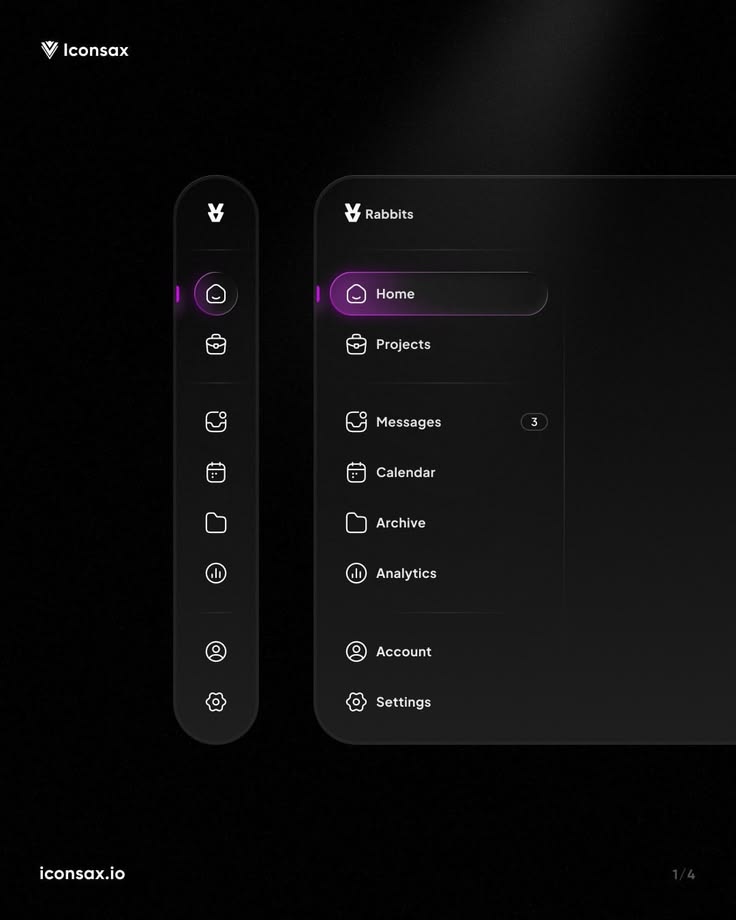 Iconsax
Rabbits
Home
Projects
Messages 3
Calendar
Archive
Analytics
Account
Settings
iconsax.io 1/4